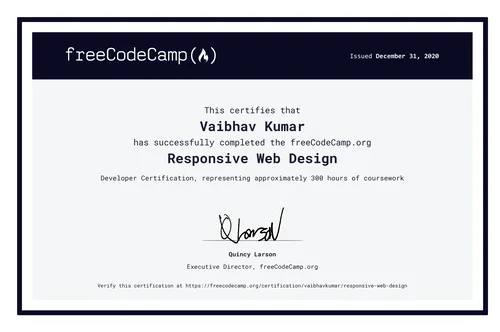 freeCodeCamp(🔥)
Issued December 31, 2020
This certifies that
Vaibhav Kumar
has successfully completed the freeCodeCamp.org
Responsive Web Design
Developer Certification, representing approximately 300 hours of coursework
QLarson
Quincy Larson
Executive Director, freeCodeCamp.org
Verify this certification at https://freecodecamp.org/certification/vaibhavkumar/responsive-web-design